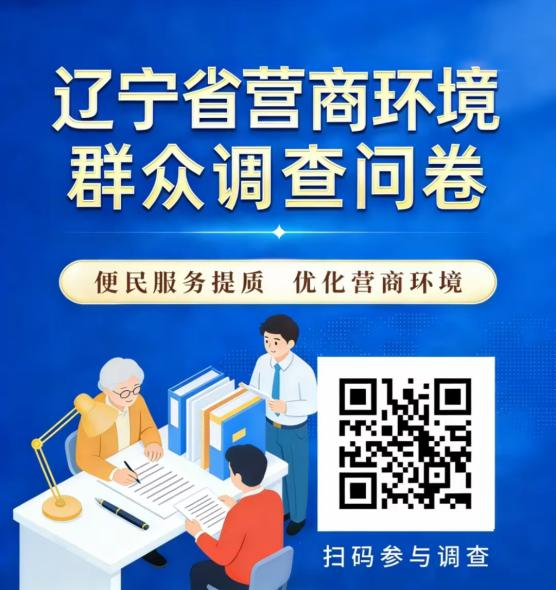 辽宁省营商环境
群众调查问卷
便民服务提质 优化营商环境
扫码参与调查